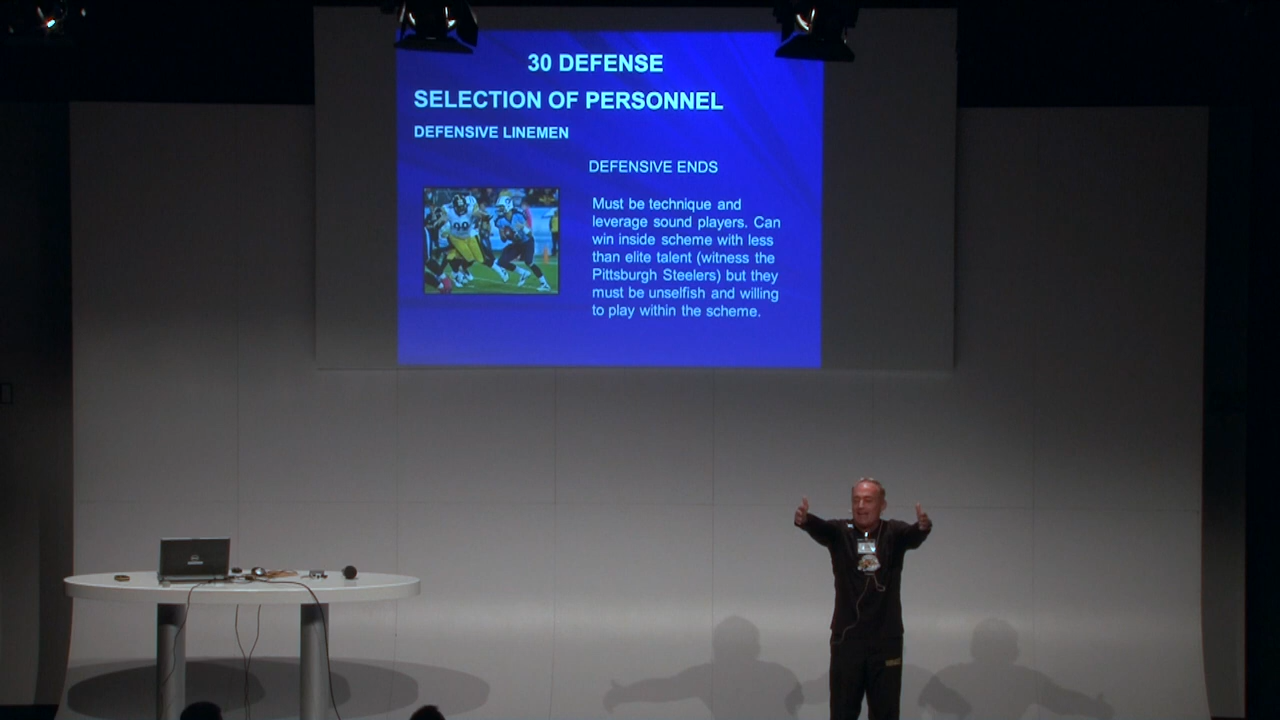 30 DEFENSE
SELECTION OF PERSONNEL
DEFENSIVE LINEMEN
DEFENSIVE ENDS
Must be technique and
leverage sound players. Can
win inside scheme with less
than elite talent (witness the
Pittsburgh Steelers) but they
must be unselfish and willing
to play within the scheme.